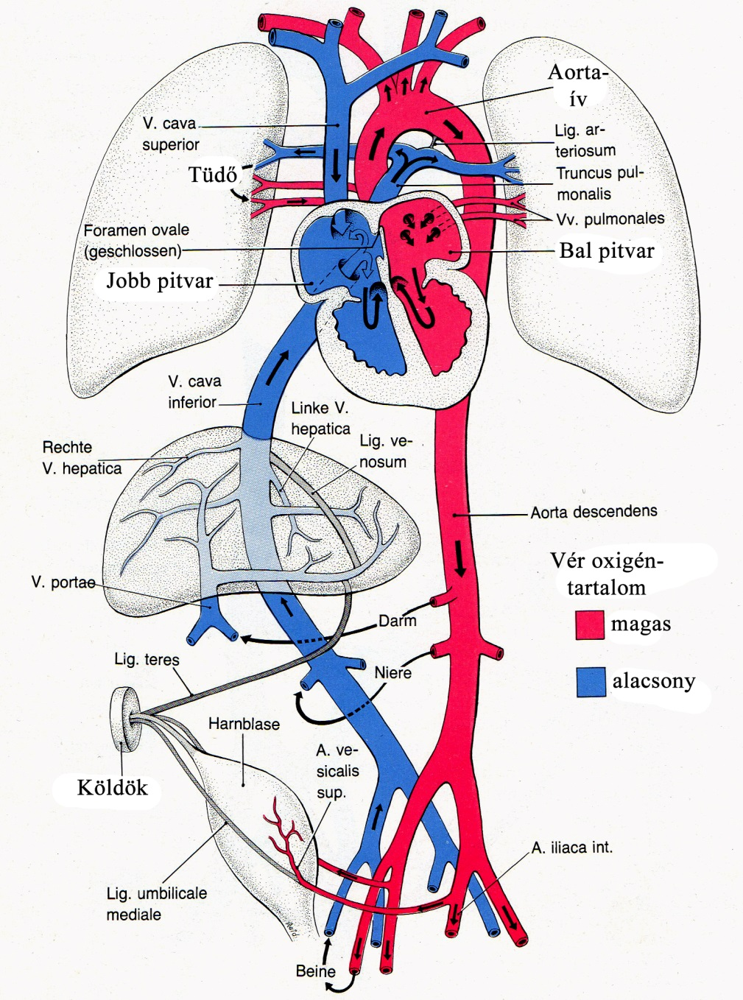 Aorta-
ív
V. cava
superior
Lig. ar-
teriosum
Tüdő
Truncus pul-
monalis
Vv. pulmonales
Foramen ovale
(geschlossen)
Bal pitvar
Jobb pitvar
V. cava
inferior
Linke V.
hepatica
Lig. ve-
nosum
Rechte
V. hepatica
Aorta descendens
Vér oxigén-
tartalom
magas
alacsony
V. portae
Darm
Lig. teres
Niere
Harnblase
A. ve-
sicalis
sup.
Köldök
A. iliaca int.
Lig. umbilicale
mediale
Beine